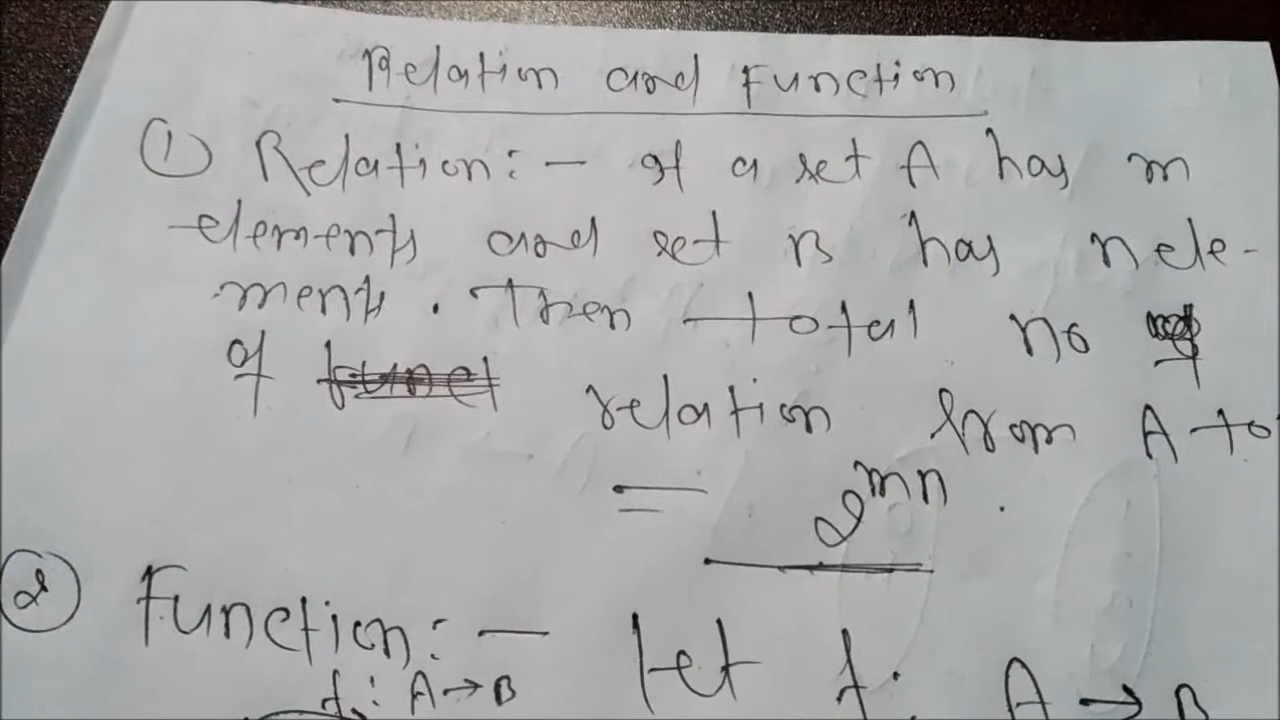 Relation and Function
① Relation: - If a set A has m
elements and set B has n ele-
ments. Then total no
of relation from A to
= 2^mn.
② Function: - Let f: A → B
f: A → B